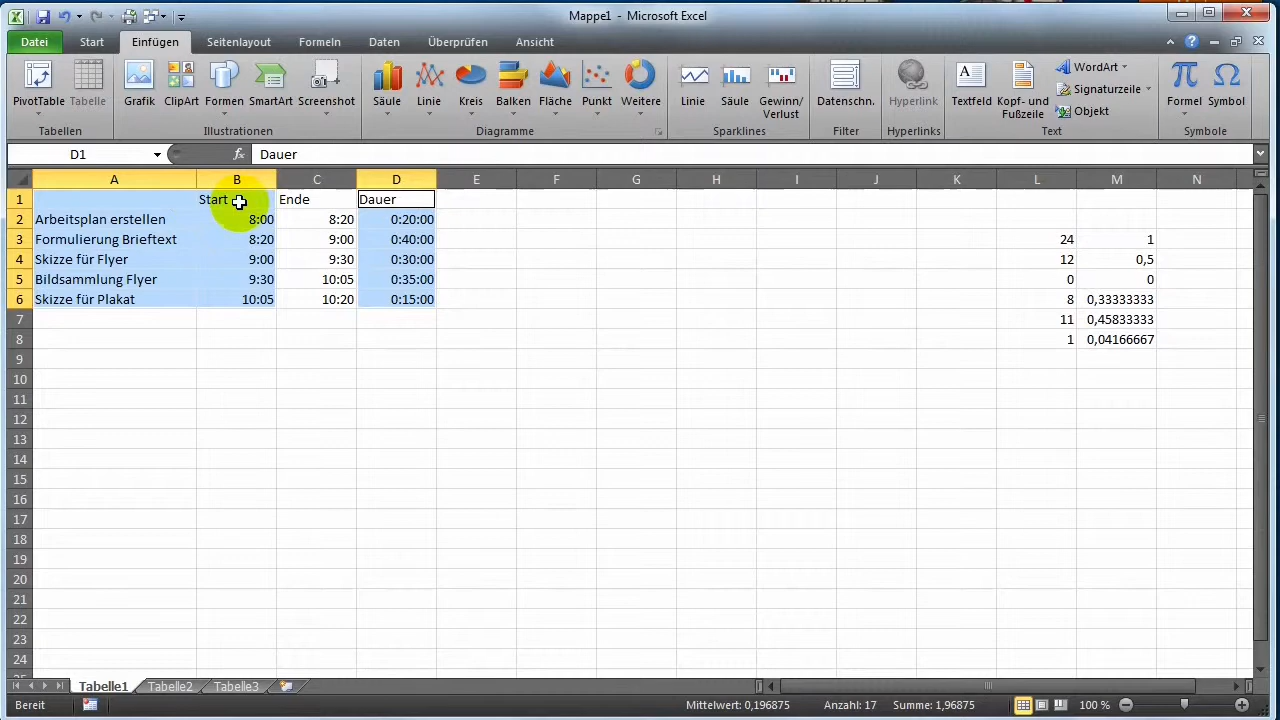 Mappe1 - Microsoft Excel
Datei Start Einfügen Seitenlayout Formeln Daten Überprüfen Ansicht
PivotTable Tabelle Grafik ClipArt Formen SmartArt Screenshot Säule Linie Kreis Balken Fläche Punkt Weitere Linie Säule Gewinn/ Verlust Datenschn. Hyperlink Textfeld Kopf- und Fußzeile WordArt Signaturzeile Objekt Formel Symbol
Tabellen Illustrationen Diagramme Sparklines Filter Hyperlinks Text Symbole
D1 fx Dauer
A B C D E F G H I J K L M N
1 Start Ende Dauer
2 Arbeitsplan erstellen 8:00 8:20 0:20:00
3 Formulierung Brieftext 8:20 9:00 0:40:00 24 1
4 Skizze für Flyer 9:00 9:30 0:30:00 12 0,5
5 Bildsammlung Flyer 9:30 10:05 0:35:00 0 0
6 Skizze für Plakat 10:05 10:20 0:15:00 8 0,33333333
7 11 0,45833333
8 1 0,04166667
9
10
11
12
13
14
15
16
17
18
19
20
21
22
23
24
Tabelle1 Tabelle2 Tabelle3
Bereit Mittelwert: 0,196875 Anzahl: 17 Summe: 1,96875 100 %